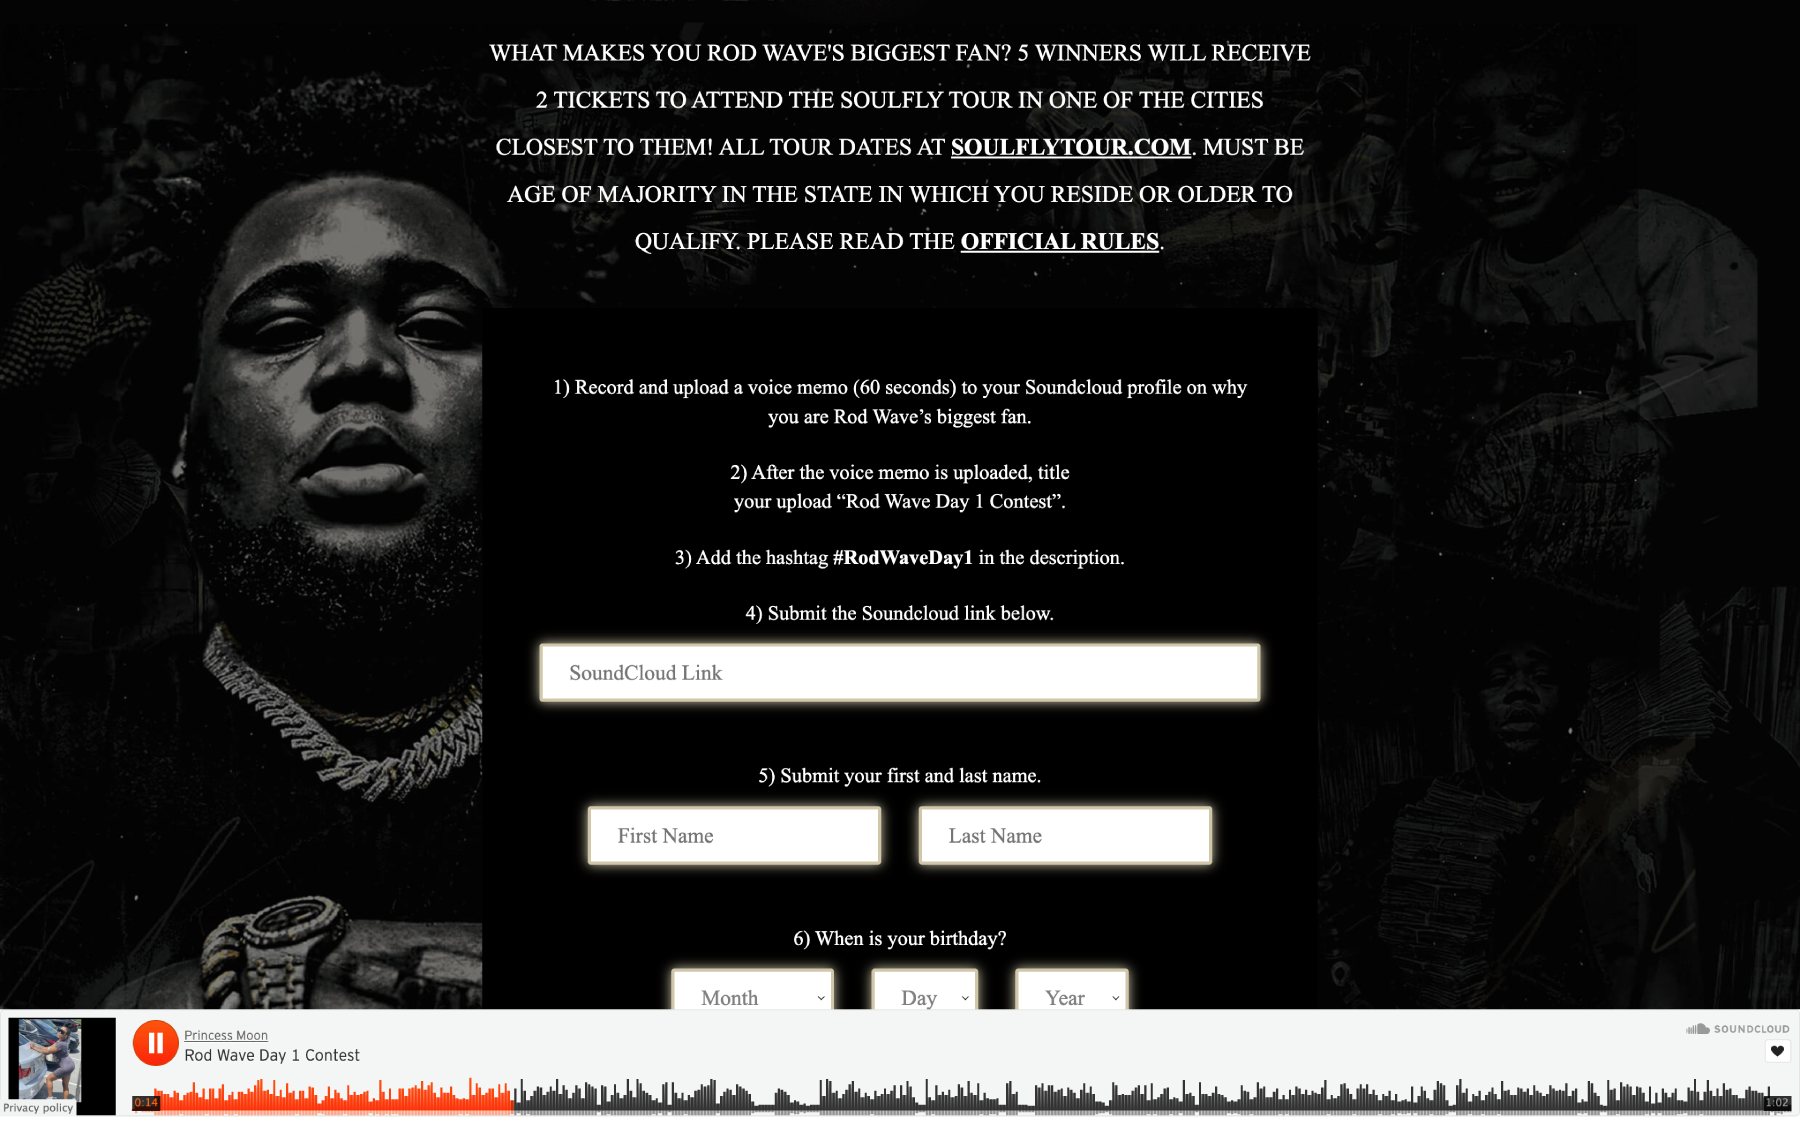 WHAT MAKES YOU ROD WAVE'S BIGGEST FAN? 5 WINNERS WILL RECEIVE
2 TICKETS TO ATTEND THE SOULFLY TOUR IN ONE OF THE CITIES
CLOSEST TO THEM! ALL TOUR DATES AT SOULFLYTOUR.COM. MUST BE
AGE OF MAJORITY IN THE STATE IN WHICH YOU RESIDE OR OLDER TO
QUALIFY. PLEASE READ THE OFFICIAL RULES.
1) Record and upload a voice memo (60 seconds) to your Soundcloud profile on why
you are Rod Wave’s biggest fan.
2) After the voice memo is uploaded, title
your upload “Rod Wave Day 1 Contest”.
3) Add the hashtag #RodWaveDay1 in the description.
4) Submit the Soundcloud link below.
SoundCloud Link
5) Submit your first and last name.
First Name
Last Name
6) When is your birthday?
Month
Day
Year
Princess Moon
Rod Wave Day 1 Contest
SOUNDCLOUD
0:14
1:02
Privacy policy